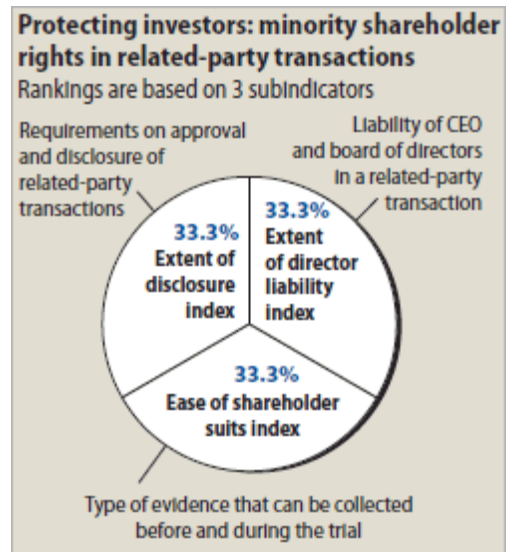 Protecting investors: minority shareholder
rights in related-party transactions
Rankings are based on 3 subindicators
Requirements on approval
and disclosure of
related-party
transactions
Liability of CEO
and board of directors
in a related-party
transaction
33.3%
Extent of
disclosure
index
33.3%
Extent
of director
liability
index
33.3%
Ease of shareholder
suits index
Type of evidence that can be collected
before and during the trial